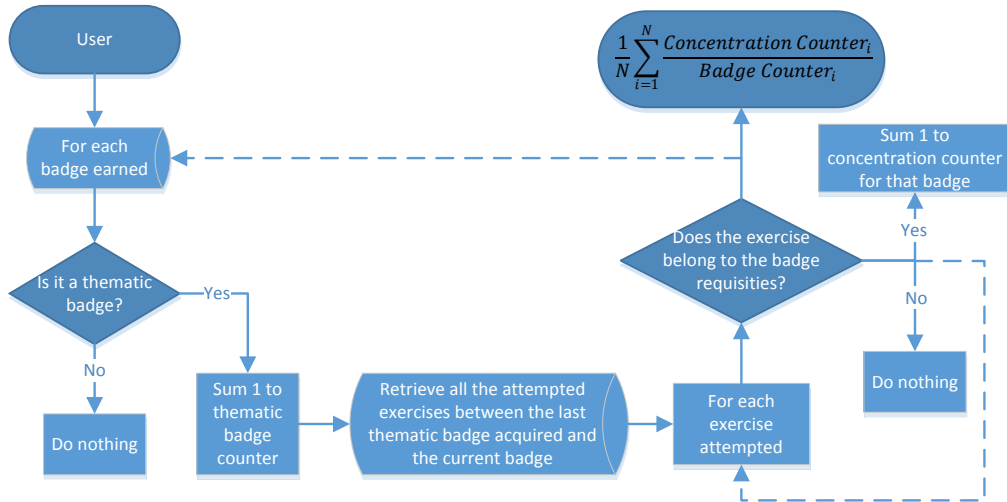 User
For each
badge earned
Is it a thematic
badge?
Yes
No
Do nothing
Sum 1 to
thematic
badge
counter
Retrieve all the attempted
exercises between the last
thematic badge acquired and
the current badge
For each
exercise
attempted
Does the exercise
belong to the badge
requisities?
Yes
Sum 1 to
concentration counter
for that badge
No
Do nothing
\frac{1}{N}\sum_{i=1}^{N}\frac{Concentration Counter_i}{Badge Counter_i}